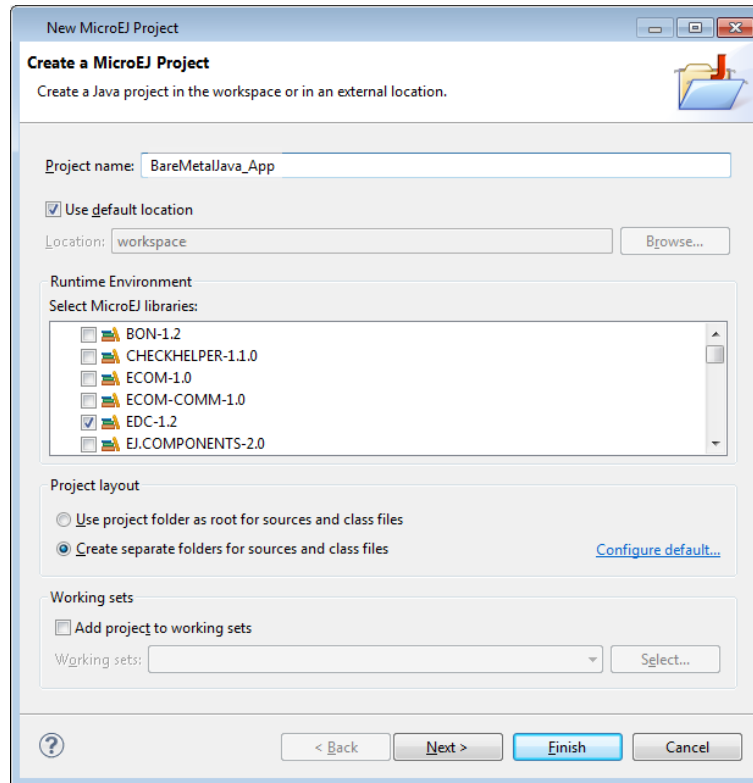 New MicroEJ Project
Create a MicroEJ Project
Create a Java project in the workspace or in an external location.
Project name: BareMetalJava_App
Use default location
Location: workspace Browse...
Runtime Environment
Select MicroEJ libraries:
BON-1.2
CHECKHELPER-1.1.0
ECOM-1.0
ECOM-COMM-1.0
EDC-1.2
EJ.COMPONENTS-2.0
Project layout
Use project folder as root for sources and class files
Create separate folders for sources and class files Configure default...
Working sets
Add project to working sets
Working sets: Select...
? < Back Next > Finish Cancel